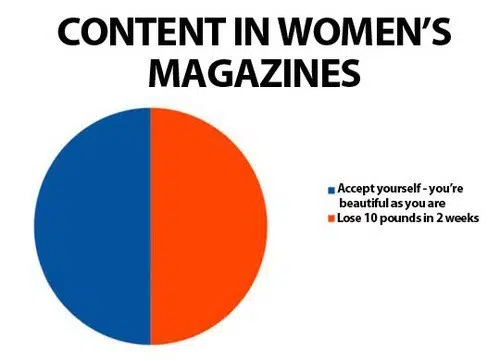 CONTENT IN WOMEN’S
MAGAZINES
Accept yourself - you’re
beautiful as you are
Lose 10 pounds in 2 weeks